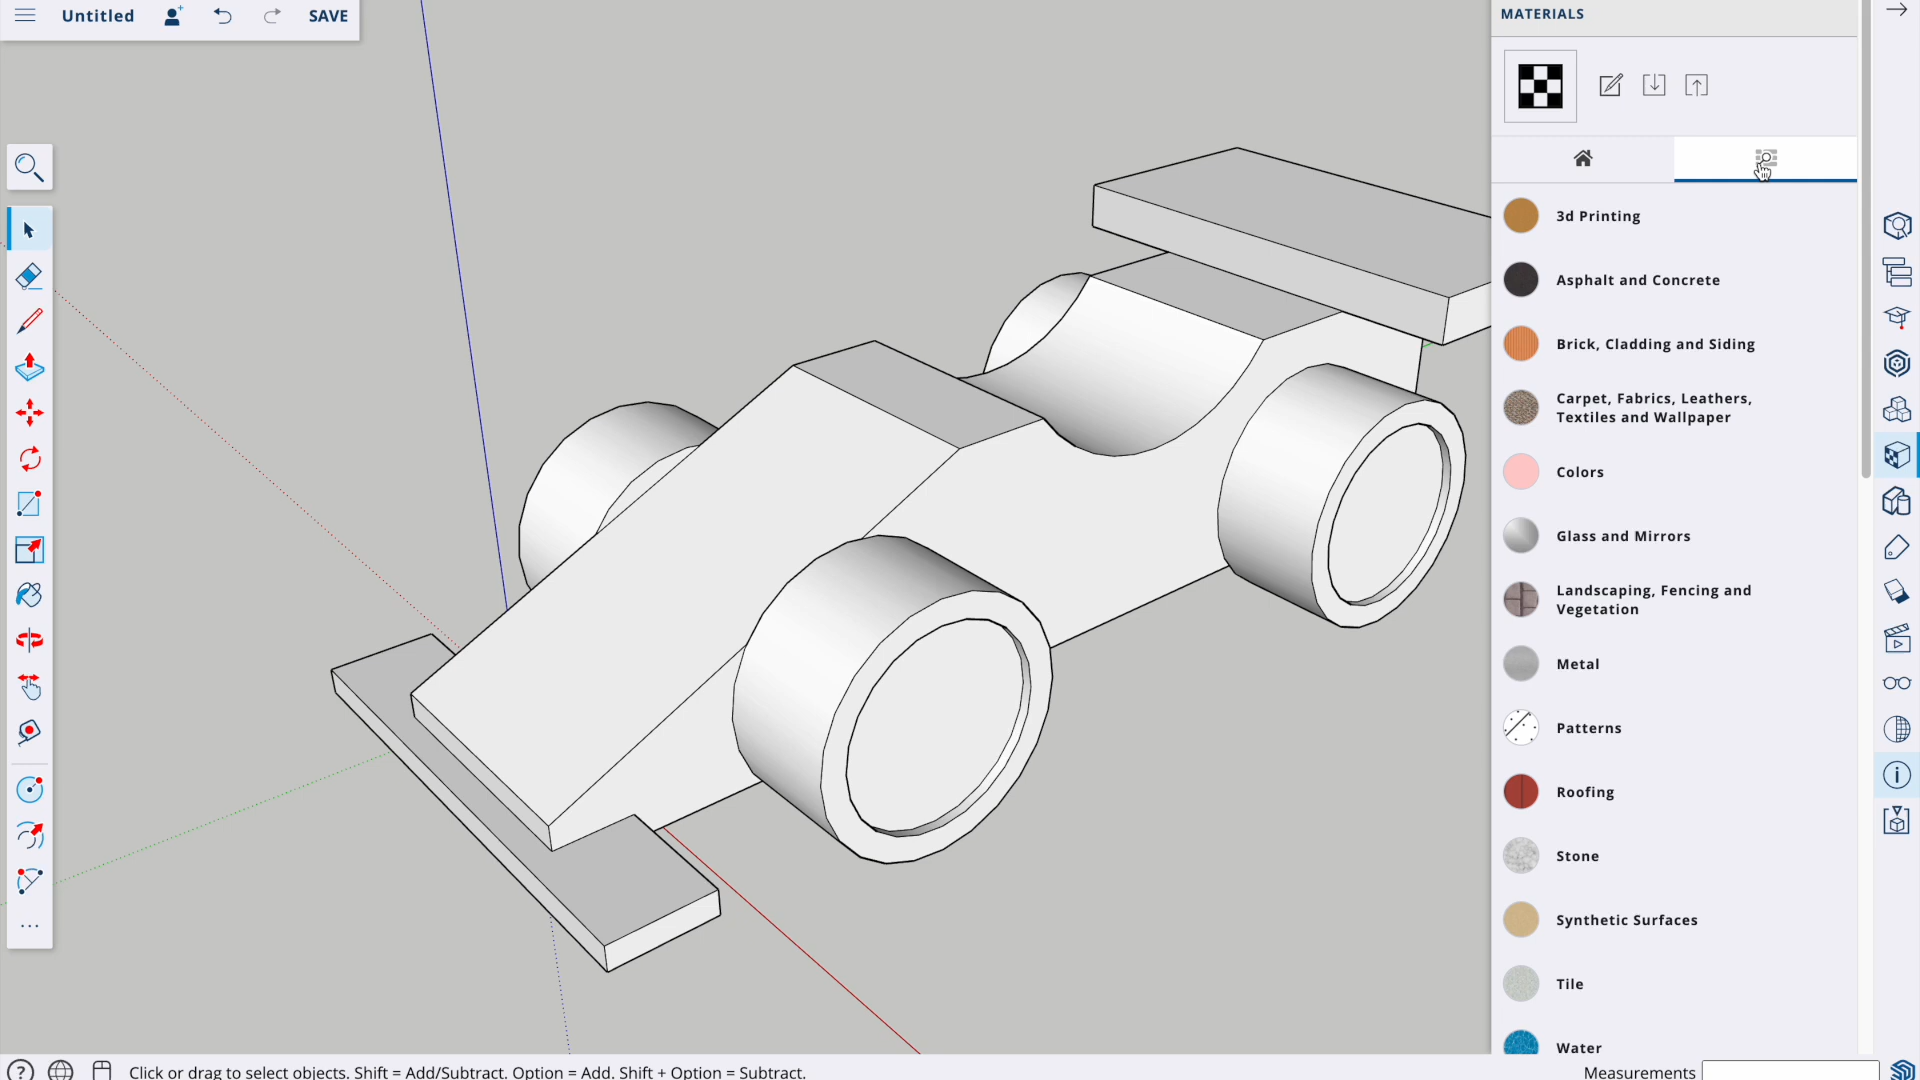 Untitled
SAVE
MATERIALS
3d Printing
Asphalt and Concrete
Brick, Cladding and Siding
Carpet, Fabrics, Leathers,
Textiles and Wallpaper
Colors
Glass and Mirrors
Landscaping, Fencing and
Vegetation
Metal
Patterns
Roofing
Stone
Synthetic Surfaces
Tile
Water
Click or drag to select objects. Shift = Add/Subtract. Option = Add. Shift + Option = Subtract.
Measurements